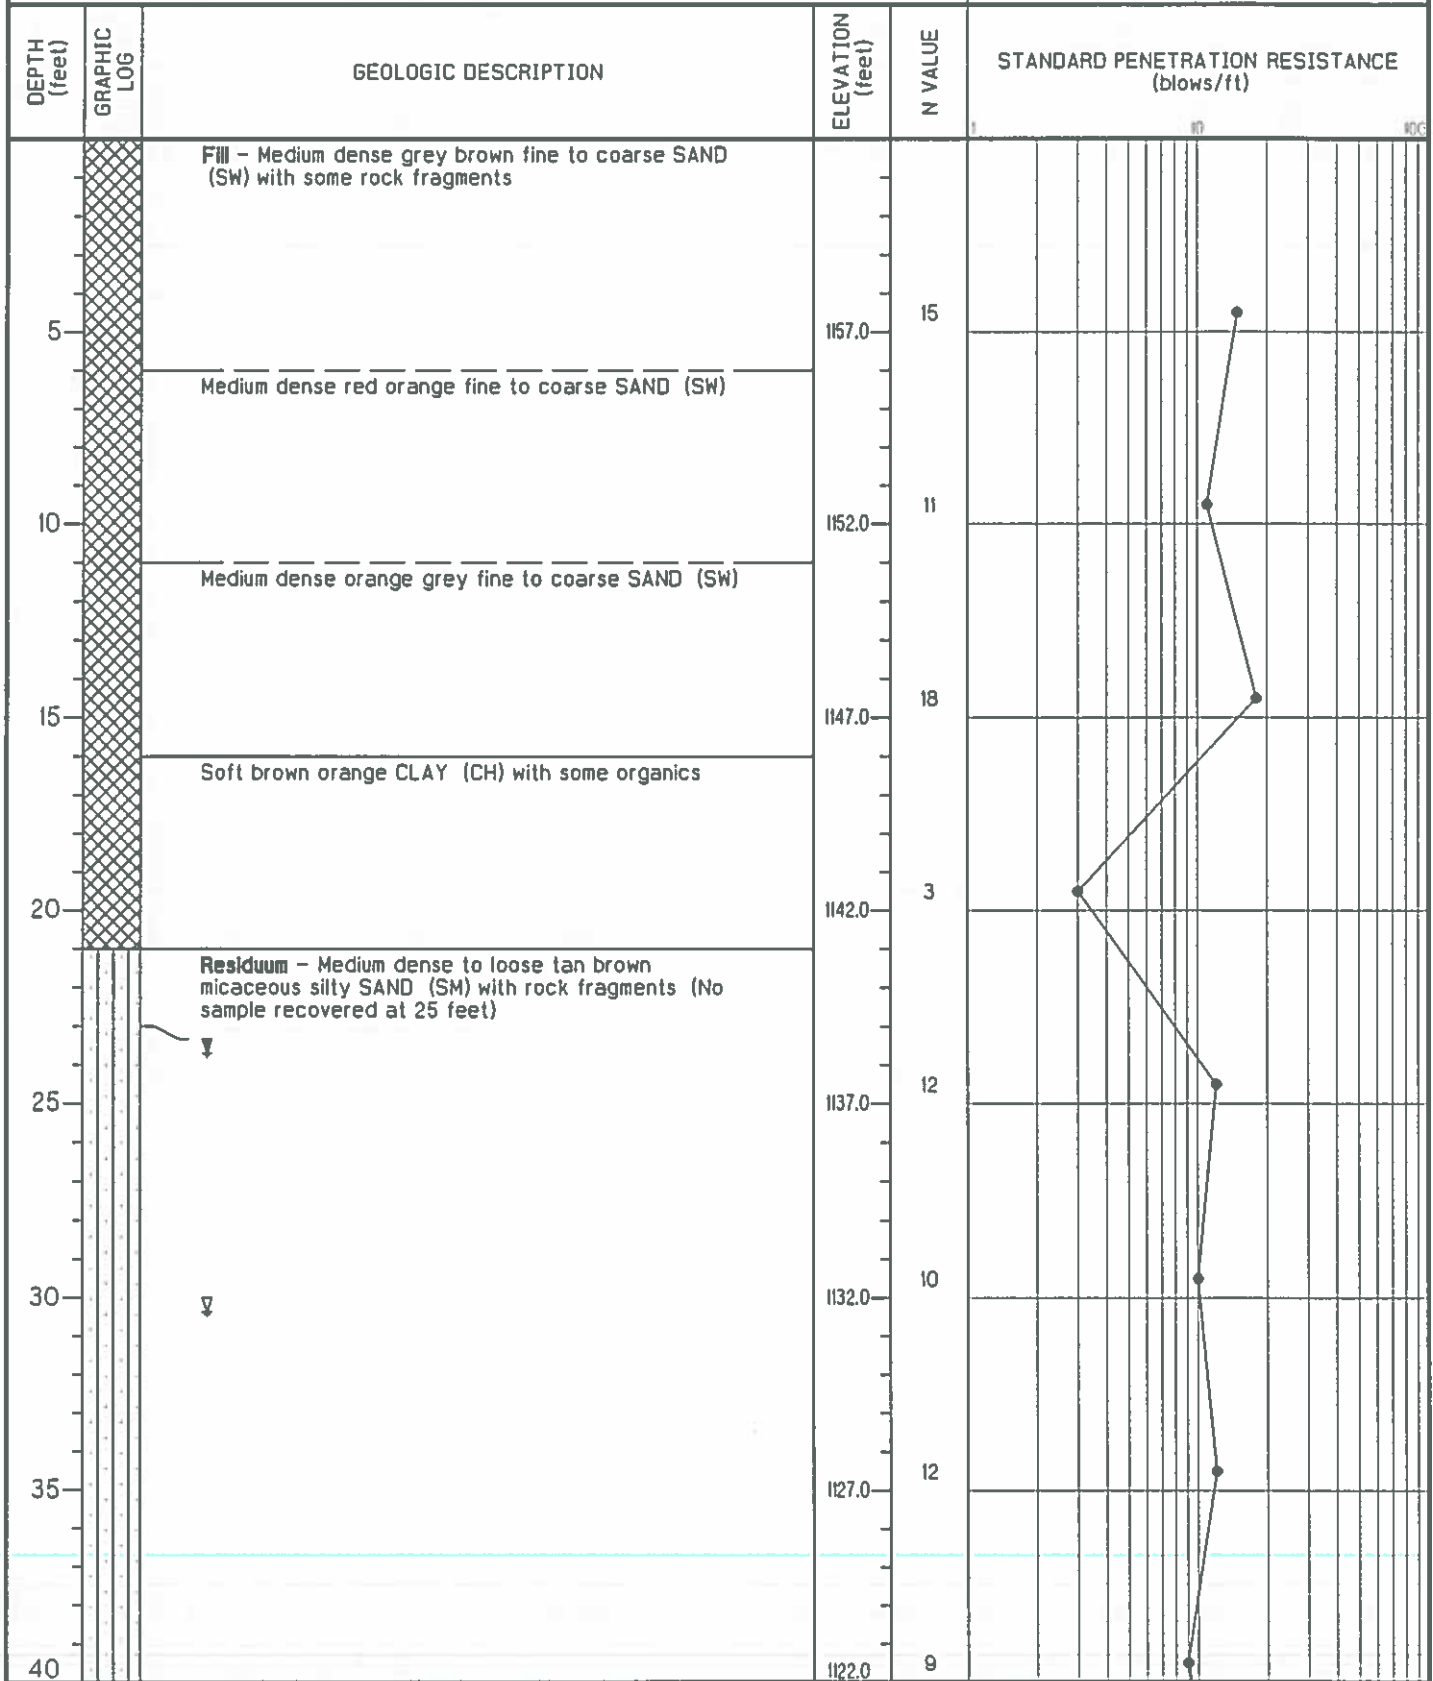 DEPTH
(feet)
GRAPHIC
LOG
GEOLOGIC DESCRIPTION
ELEVATION
(feet)
N VALUE
STANDARD PENETRATION RESISTANCE
(blows/ft)
1 10 100
Fill - Medium dense grey brown fine to coarse SAND
(SW) with some rock fragments
15
5 1157.0
Medium dense red orange fine to coarse SAND (SW)
11
10 1152.0
Medium dense orange grey fine to coarse SAND (SW)
18
15 1147.0
Soft brown orange CLAY (CH) with some organics
3
20 1142.0
Residuum - Medium dense to loose tan brown
micaceous silty SAND (SM) with rock fragments (No
sample recovered at 25 feet)
12
25 1137.0
10
30 1132.0
12
35 1127.0
9
40 1122.0